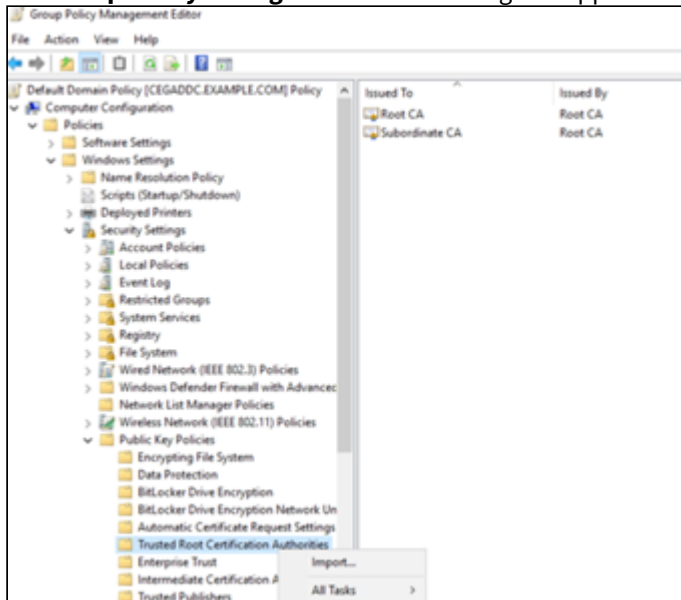 Group Policy Management Editor
File Action View Help
Default Domain Policy [CEGADDC.EXAMPLE.COM] Policy
Computer Configuration
Policies
Software Settings
Windows Settings
Name Resolution Policy
Scripts (Startup/Shutdown)
Deployed Printers
Security Settings
Account Policies
Local Policies
Event Log
Restricted Groups
System Services
Registry
File System
Wired Network (IEEE 802.3) Policies
Windows Defender Firewall with Advanced
Network List Manager Policies
Wireless Network (IEEE 802.11) Policies
Public Key Policies
Encrypting File System
Data Protection
BitLocker Drive Encryption
BitLocker Drive Encryption Network Un
Automatic Certificate Request Settings
Trusted Root Certification Authorities
Enterprise Trust
Intermediate Certification A
Trusted Publishers
Issued To Issued By
Root CA Root CA
Subordinate CA Root CA
Import...
All Tasks